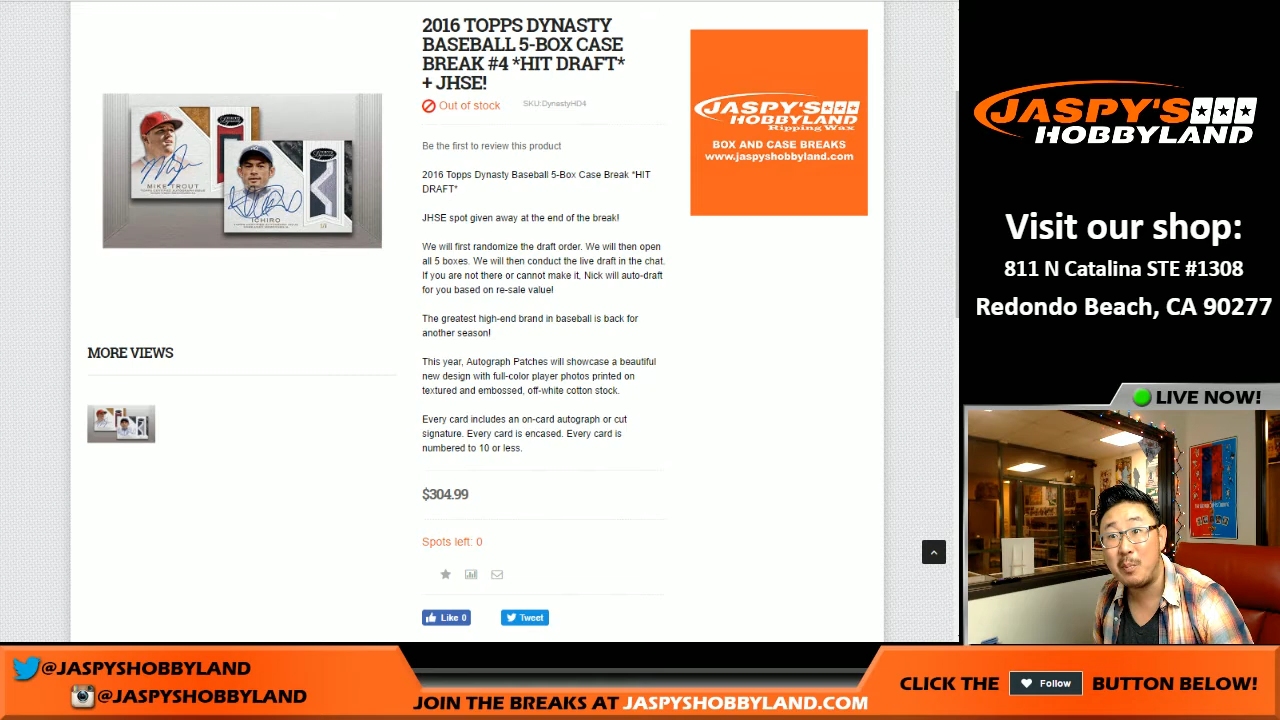 2016 TOPPS DYNASTY
BASEBALL 5-BOX CASE
BREAK #4 *HIT DRAFT*
+ JHSE!
Out of stock
SKU:DynastyHD4
Be the first to review this product
2016 Topps Dynasty Baseball 5-Box Case Break *HIT
DRAFT*
JHSE spot given away at the end of the break!
We will first randomize the draft order. We will then open
all 5 boxes. We will then conduct the live draft in the chat.
If you are not there or cannot make it, Nick will auto-draft
for you based on re-sale value!
The greatest high-end brand in baseball is back for
another season!
This year, Autograph Patches will showcase a beautiful
new design with full-color player photos printed on
textured and embossed, off-white cotton stock.
Every card includes an on-card autograph or cut
signature. Every card is encased. Every card is
numbered to 10 or less.
$304.99
Spots left: 0
Like 0
Tweet
MIKE TROUT
ICHIRO
MORE VIEWS
JASPY'S
HOBBYLAND
Ripping Wax
BOX AND CASE BREAKS
www.jaspyshobbyland.com
JASPY'S
HOBBYLAND
Visit our shop:
811 N Catalina STE #1308
Redondo Beach, CA 90277
LIVE NOW!
@JASPYSHOBBYLAND
@JASPYSHOBBYLAND
JOIN THE BREAKS AT JASPYSHOBBYLAND.COM
CLICK THE Follow BUTTON BELOW!